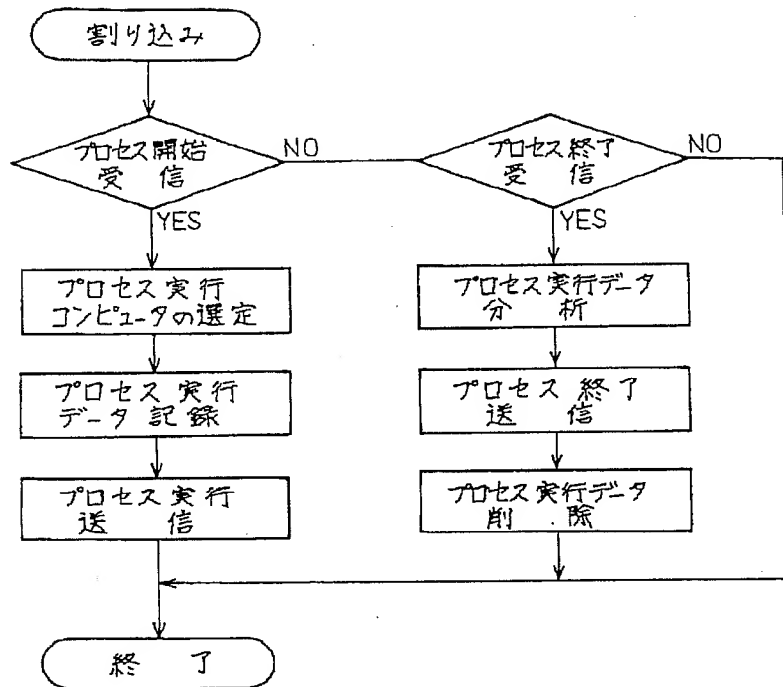 割り込み
プロセス開始
受信
NO
YES
プロセス終了
受信
NO
YES
プロセス実行
コンピュータの選定
プロセス実行
データ記録
プロセス実行
送信
プロセス実行データ
分析
プロセス終了
送信
プロセス実行データ
削除
終了